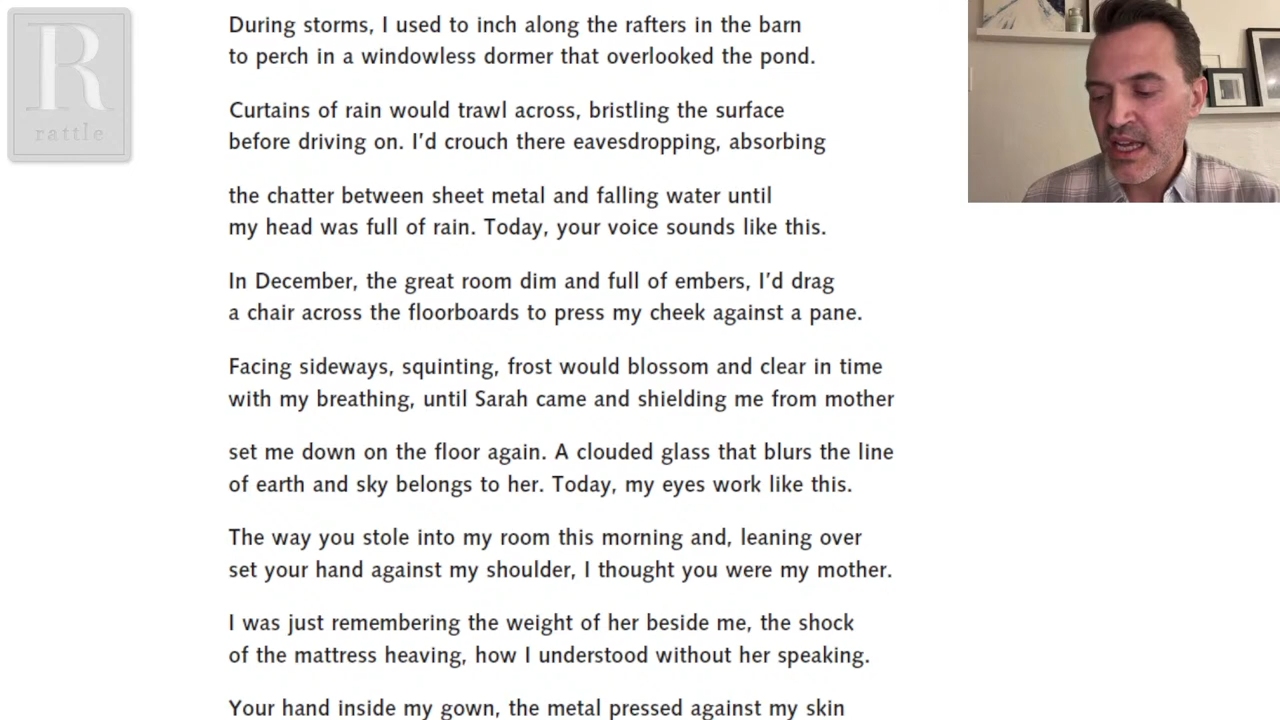 R
rattle
During storms, I used to inch along the rafters in the barn
to perch in a windowless dormer that overlooked the pond.
Curtains of rain would trawl across, bristling the surface
before driving on. I’d crouch there eavesdropping, absorbing
the chatter between sheet metal and falling water until
my head was full of rain. Today, your voice sounds like this.
In December, the great room dim and full of embers, I’d drag
a chair across the floorboards to press my cheek against a pane.
Facing sideways, squinting, frost would blossom and clear in time
with my breathing, until Sarah came and shielding me from mother
set me down on the floor again. A clouded glass that blurs the line
of earth and sky belongs to her. Today, my eyes work like this.
The way you stole into my room this morning and, leaning over
set your hand against my shoulder, I thought you were my mother.
I was just remembering the weight of her beside me, the shock
of the mattress heaving, how I understood without her speaking.
Your hand inside my gown, the metal pressed against my skin